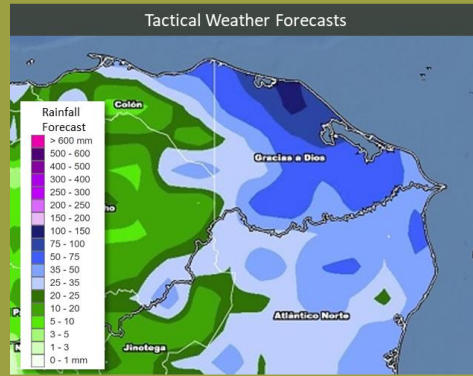 Tactical Weather Forecasts
Colón
Rainfall
Forecast
> 600 mm
500 - 600
400 - 500
300 - 400
250 - 300
200 - 250
150 - 200
100 - 150
75 - 100
50 - 75
35 - 50
25 - 35
20 - 25
10 - 20
5 - 10
3 - 5
1 - 3
0 - 1 mm
Gracias a Dios
Atlántico Norte
Jinotega